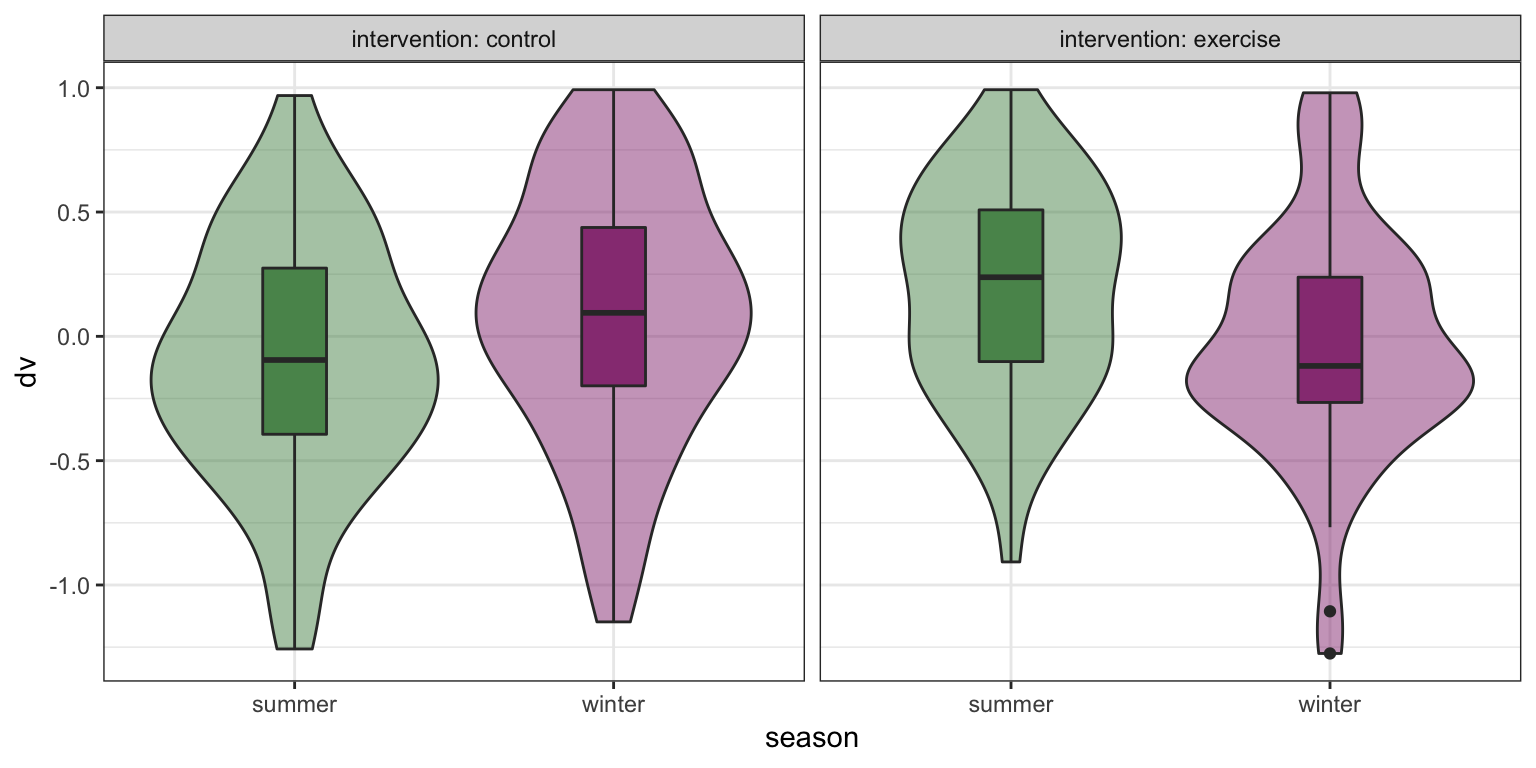 intervention: control
intervention: exercise
1.0
0.5
0.0
-0.5
-1.0
dv
summer
winter
summer
winter
season